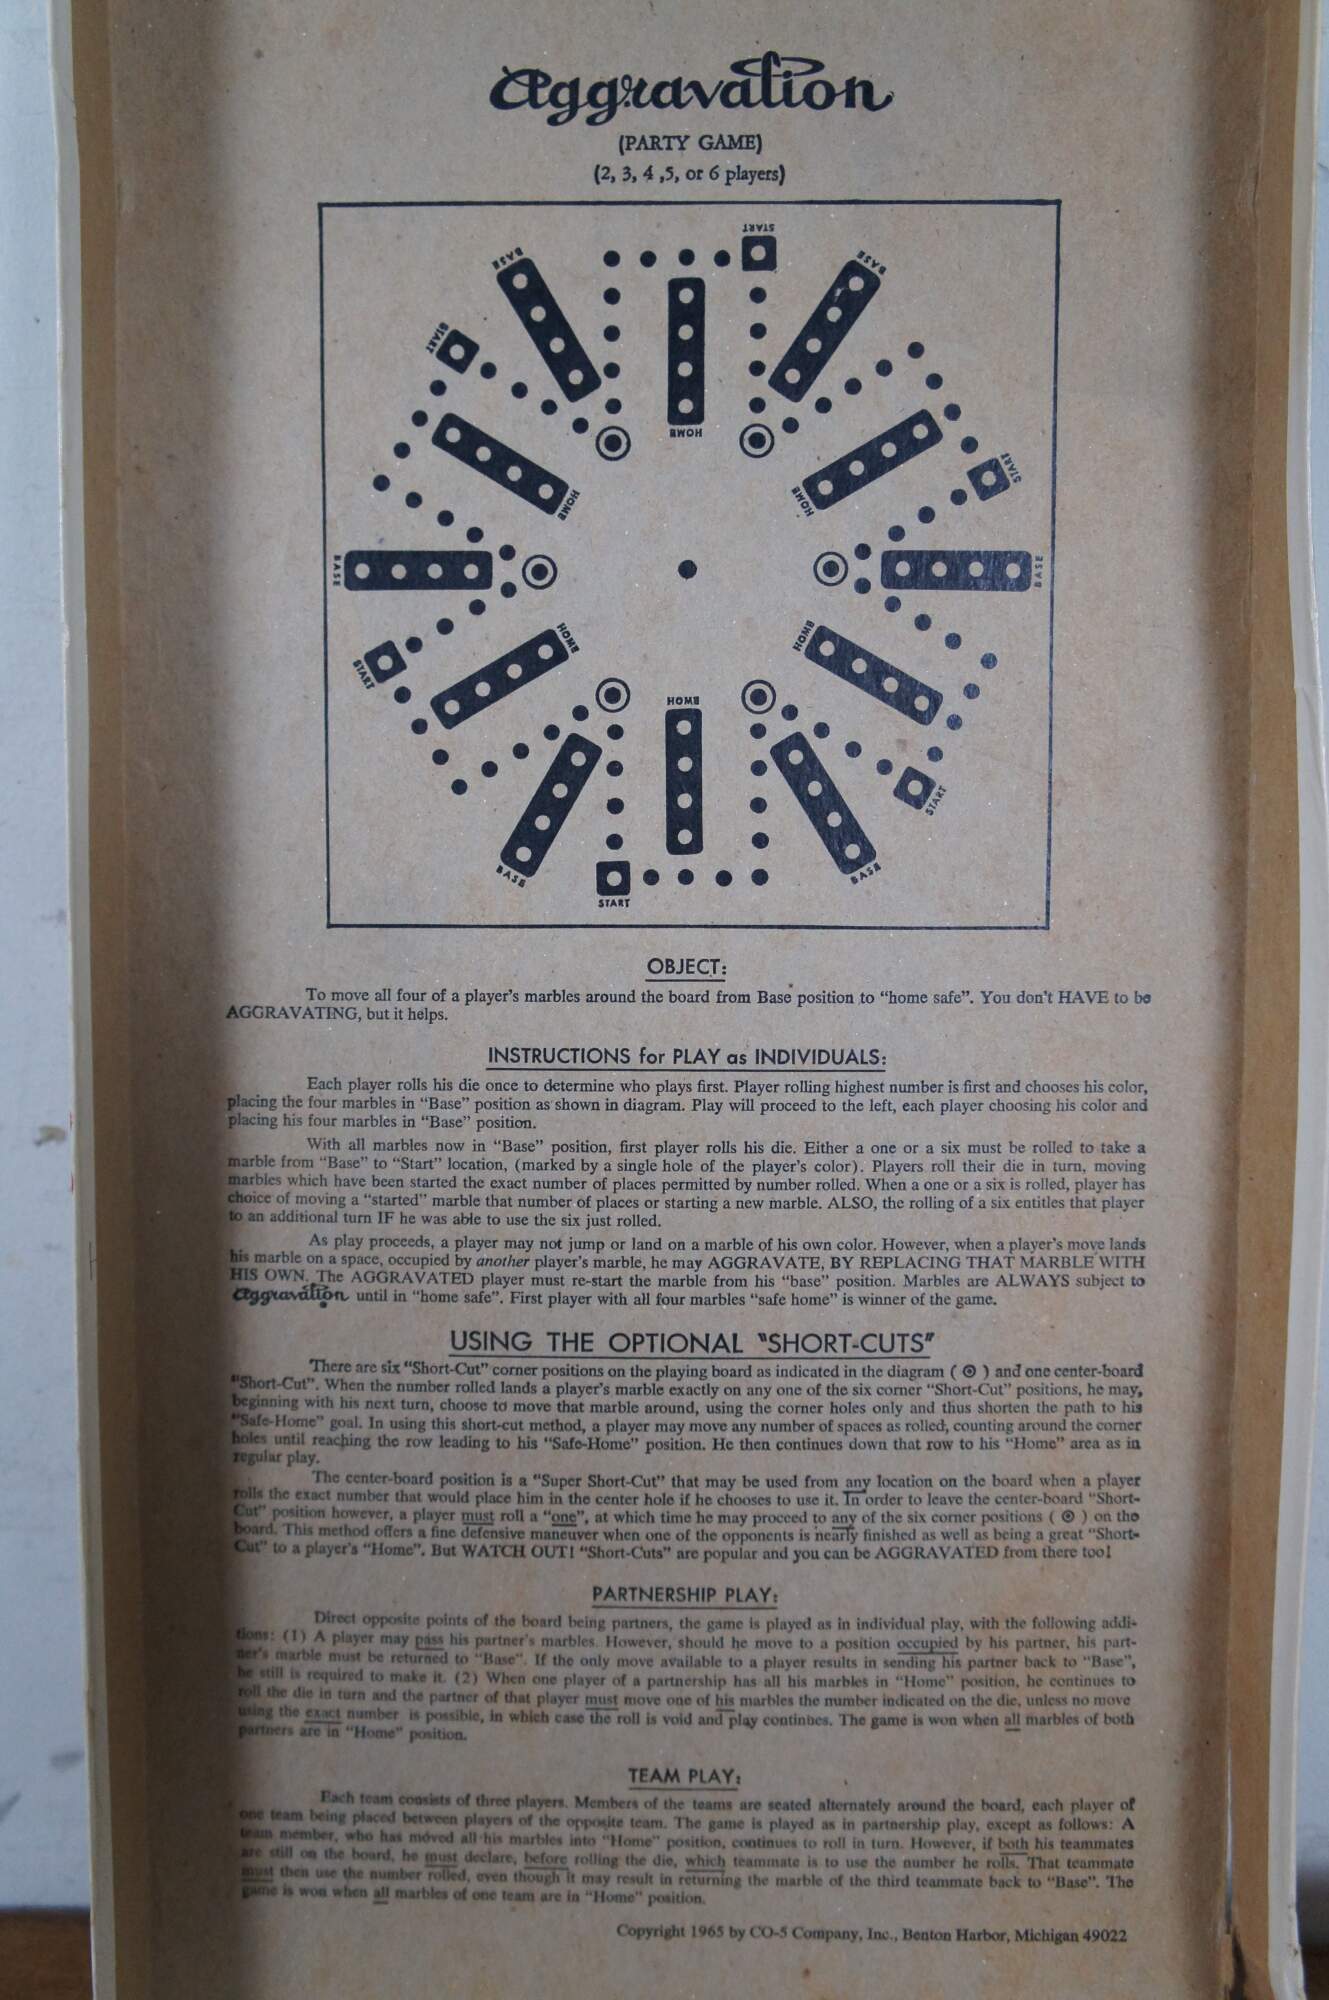 Aggravation
(PARTY GAME)
(2, 3, 4 ,5, or 6 players)
START
BASE
BASE
START
HOME
START
HOME
HOME
BASE
BASE
HOME
HOME
START
HOME
START
BASE
BASE
START
OBJECT:
To move all four of a player's marbles around the board from Base position to "home safe". You don't HAVE to be
AGGRAVATING, but it helps.
INSTRUCTIONS for PLAY as INDIVIDUALS:
Each player rolls his die once to determine who plays first. Player rolling highest number is first and chooses his color,
placing the four marbles in "Base" position as shown in diagram. Play will proceed to the left, each player choosing his color and
placing his four marbles in "Base" position.
With all marbles now in "Base" position, first player rolls his die. Either a one or a six must be rolled to take a
marble from "Base" to "Start" location, (marked by a single hole of the player's color). Players roll their die in turn, moving
marbles which have been started the exact number of places permitted by number rolled. When a one or a six is rolled, player has
choice of moving a "started" marble that number of places or starting a new marble. ALSO, the rolling of a six entitles that player
to an additional turn IF he was able to use the six just rolled.
As play proceeds, a player may not jump or land on a marble of his own color. However, when a player's move lands
his marble on a space, occupied by another player's marble, he may AGGRAVATE, BY REPLACING THAT MARBLE WITH
HIS OWN. The AGGRAVATED player must re-start the marble from his "base" position. Marbles are ALWAYS subject to
Aggravation until in "home safe". First player with all four marbles "safe home" is winner of the game.
USING THE OPTIONAL "SHORT-CUTS"
There are six "Short-Cut" corner positions on the playing board as indicated in the diagram ( ⊙ ) and one center-board
"Short-Cut". When the number rolled lands a player's marble exactly on any one of the six corner "Short-Cut" positions, he may,
beginning with his next turn, choose to move that marble around, using the corner holes only and thus shorten the path to his
"Safe-Home" goal. In using this short-cut method, a player may move any number of spaces as rolled, counting around the corner
holes until reaching the row leading to his "Safe-Home" position. He then continues down that row to his "Home" area as in
regular play.
The center-board position is a "Super Short-Cut" that may be used from any location on the board when a player
rolls the exact number that would place him in the center hole if he chooses to use it. In order to leave the center-board "Short-
Cut" position however, a player must roll a "one", at which time he may proceed to any of the six corner positions ( ⊙ ) on the
board. This method offers a fine defensive maneuver when one of the opponents is nearly finished as well as being a great "Short-
Cut" to a player's "Home". But WATCH OUT! "Short-Cuts" are popular and you can be AGGRAVATED from there too!
PARTNERSHIP PLAY:
Direct opposite points of the board being partners, the game is played as in individual play, with the following addi-
tions: (1) A player may pass his partner's marbles. However, should he move to a position occupied by his partner, his part-
ner's marble must be returned to "Base". If the only move available to a player results in sending his partner back to "Base",
he still is required to make it. (2) When one player of a partnership has all his marbles in "Home" position, he continues to
roll the die in turn and the partner of that player must move one of his marbles the number indicated on the die, unless no move
using the exact number is possible, in which case the roll is void and play continues. The game is won when all marbles of both
partners are in "Home" position.
TEAM PLAY:
Each team consists of three players. Members of the teams are seated alternately around the board, each player of
one team being placed between players of the opposite team. The game is played as in partnership play, except as follows: A
team member, who has moved all his marbles into "Home" position, continues to roll in turn. However, if both his teammates
are still on the board, he must declare, before rolling the die, which teammate is to use the number he rolls. That teammate
must then use the number rolled, even though it may result in returning the marble of the third teammate back to "Base". The
game is won when all marbles of one team are in "Home" position.
Copyright 1965 by CO-5 Company, Inc., Benton Harbor, Michigan 49022